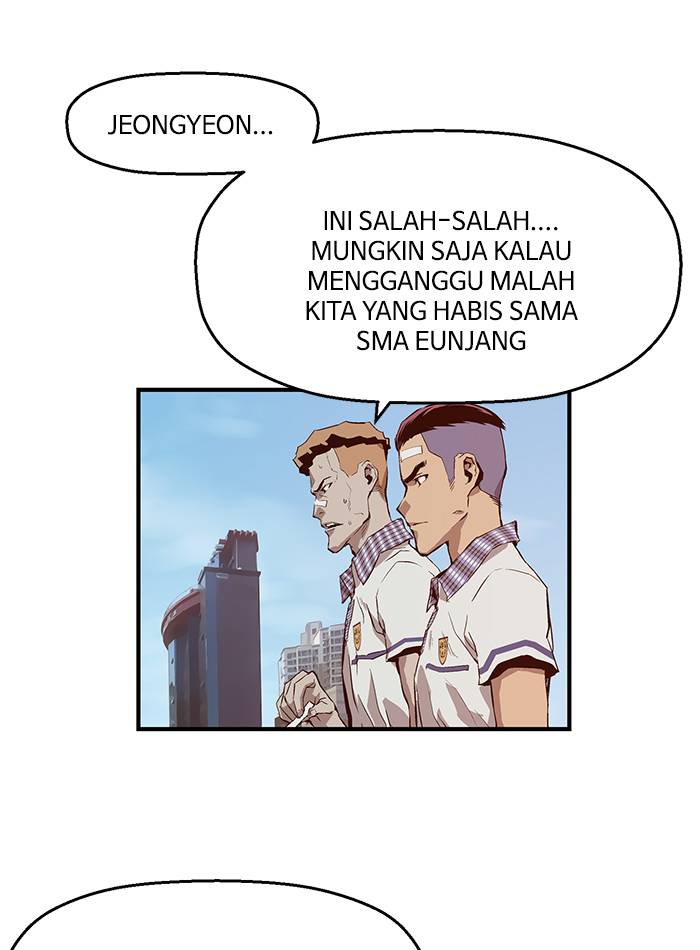 JEONGYEON...
INI SALAH-SALAH....
MUNGKIN SAJA KALAU
MENGGANGGU MALAH
KITA YANG HABIS SAMA
SMA EUNJANG